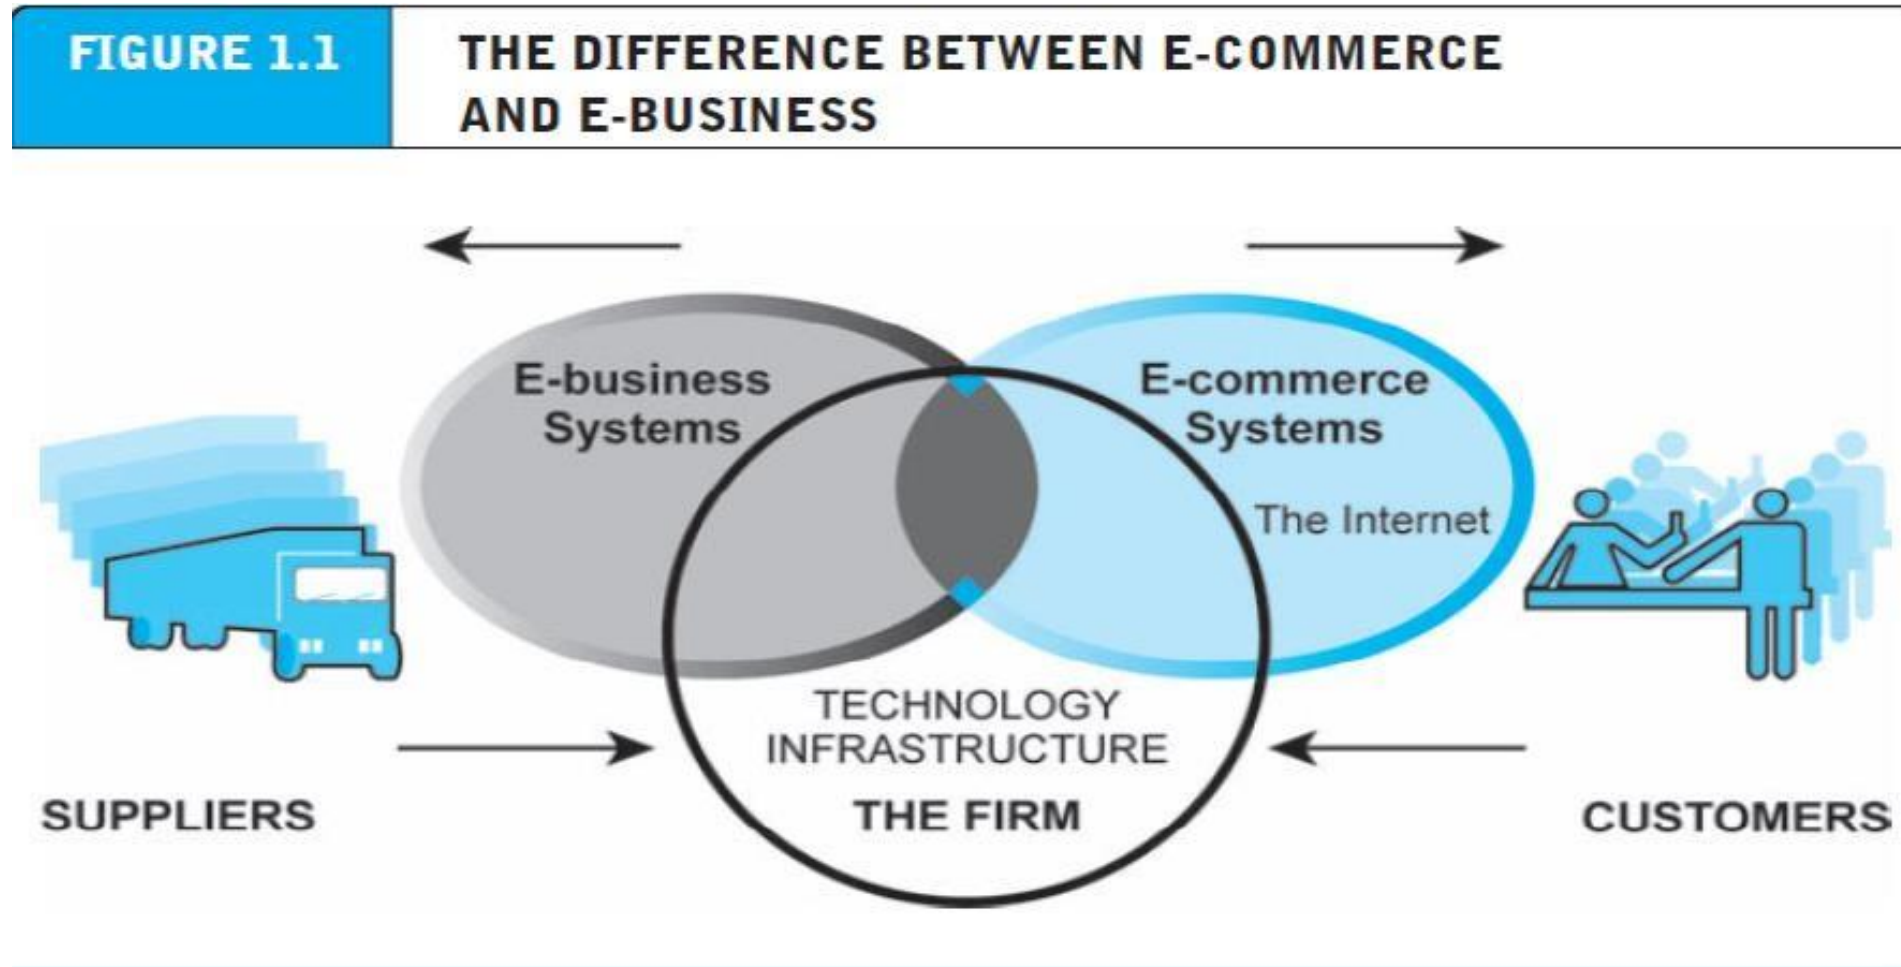 FIGURE 1.1
THE DIFFERENCE BETWEEN E-COMMERCE
AND E-BUSINESS
E-business
Systems
E-commerce
Systems
The Internet
TECHNOLOGY
INFRASTRUCTURE
SUPPLIERS
THE FIRM
CUSTOMERS